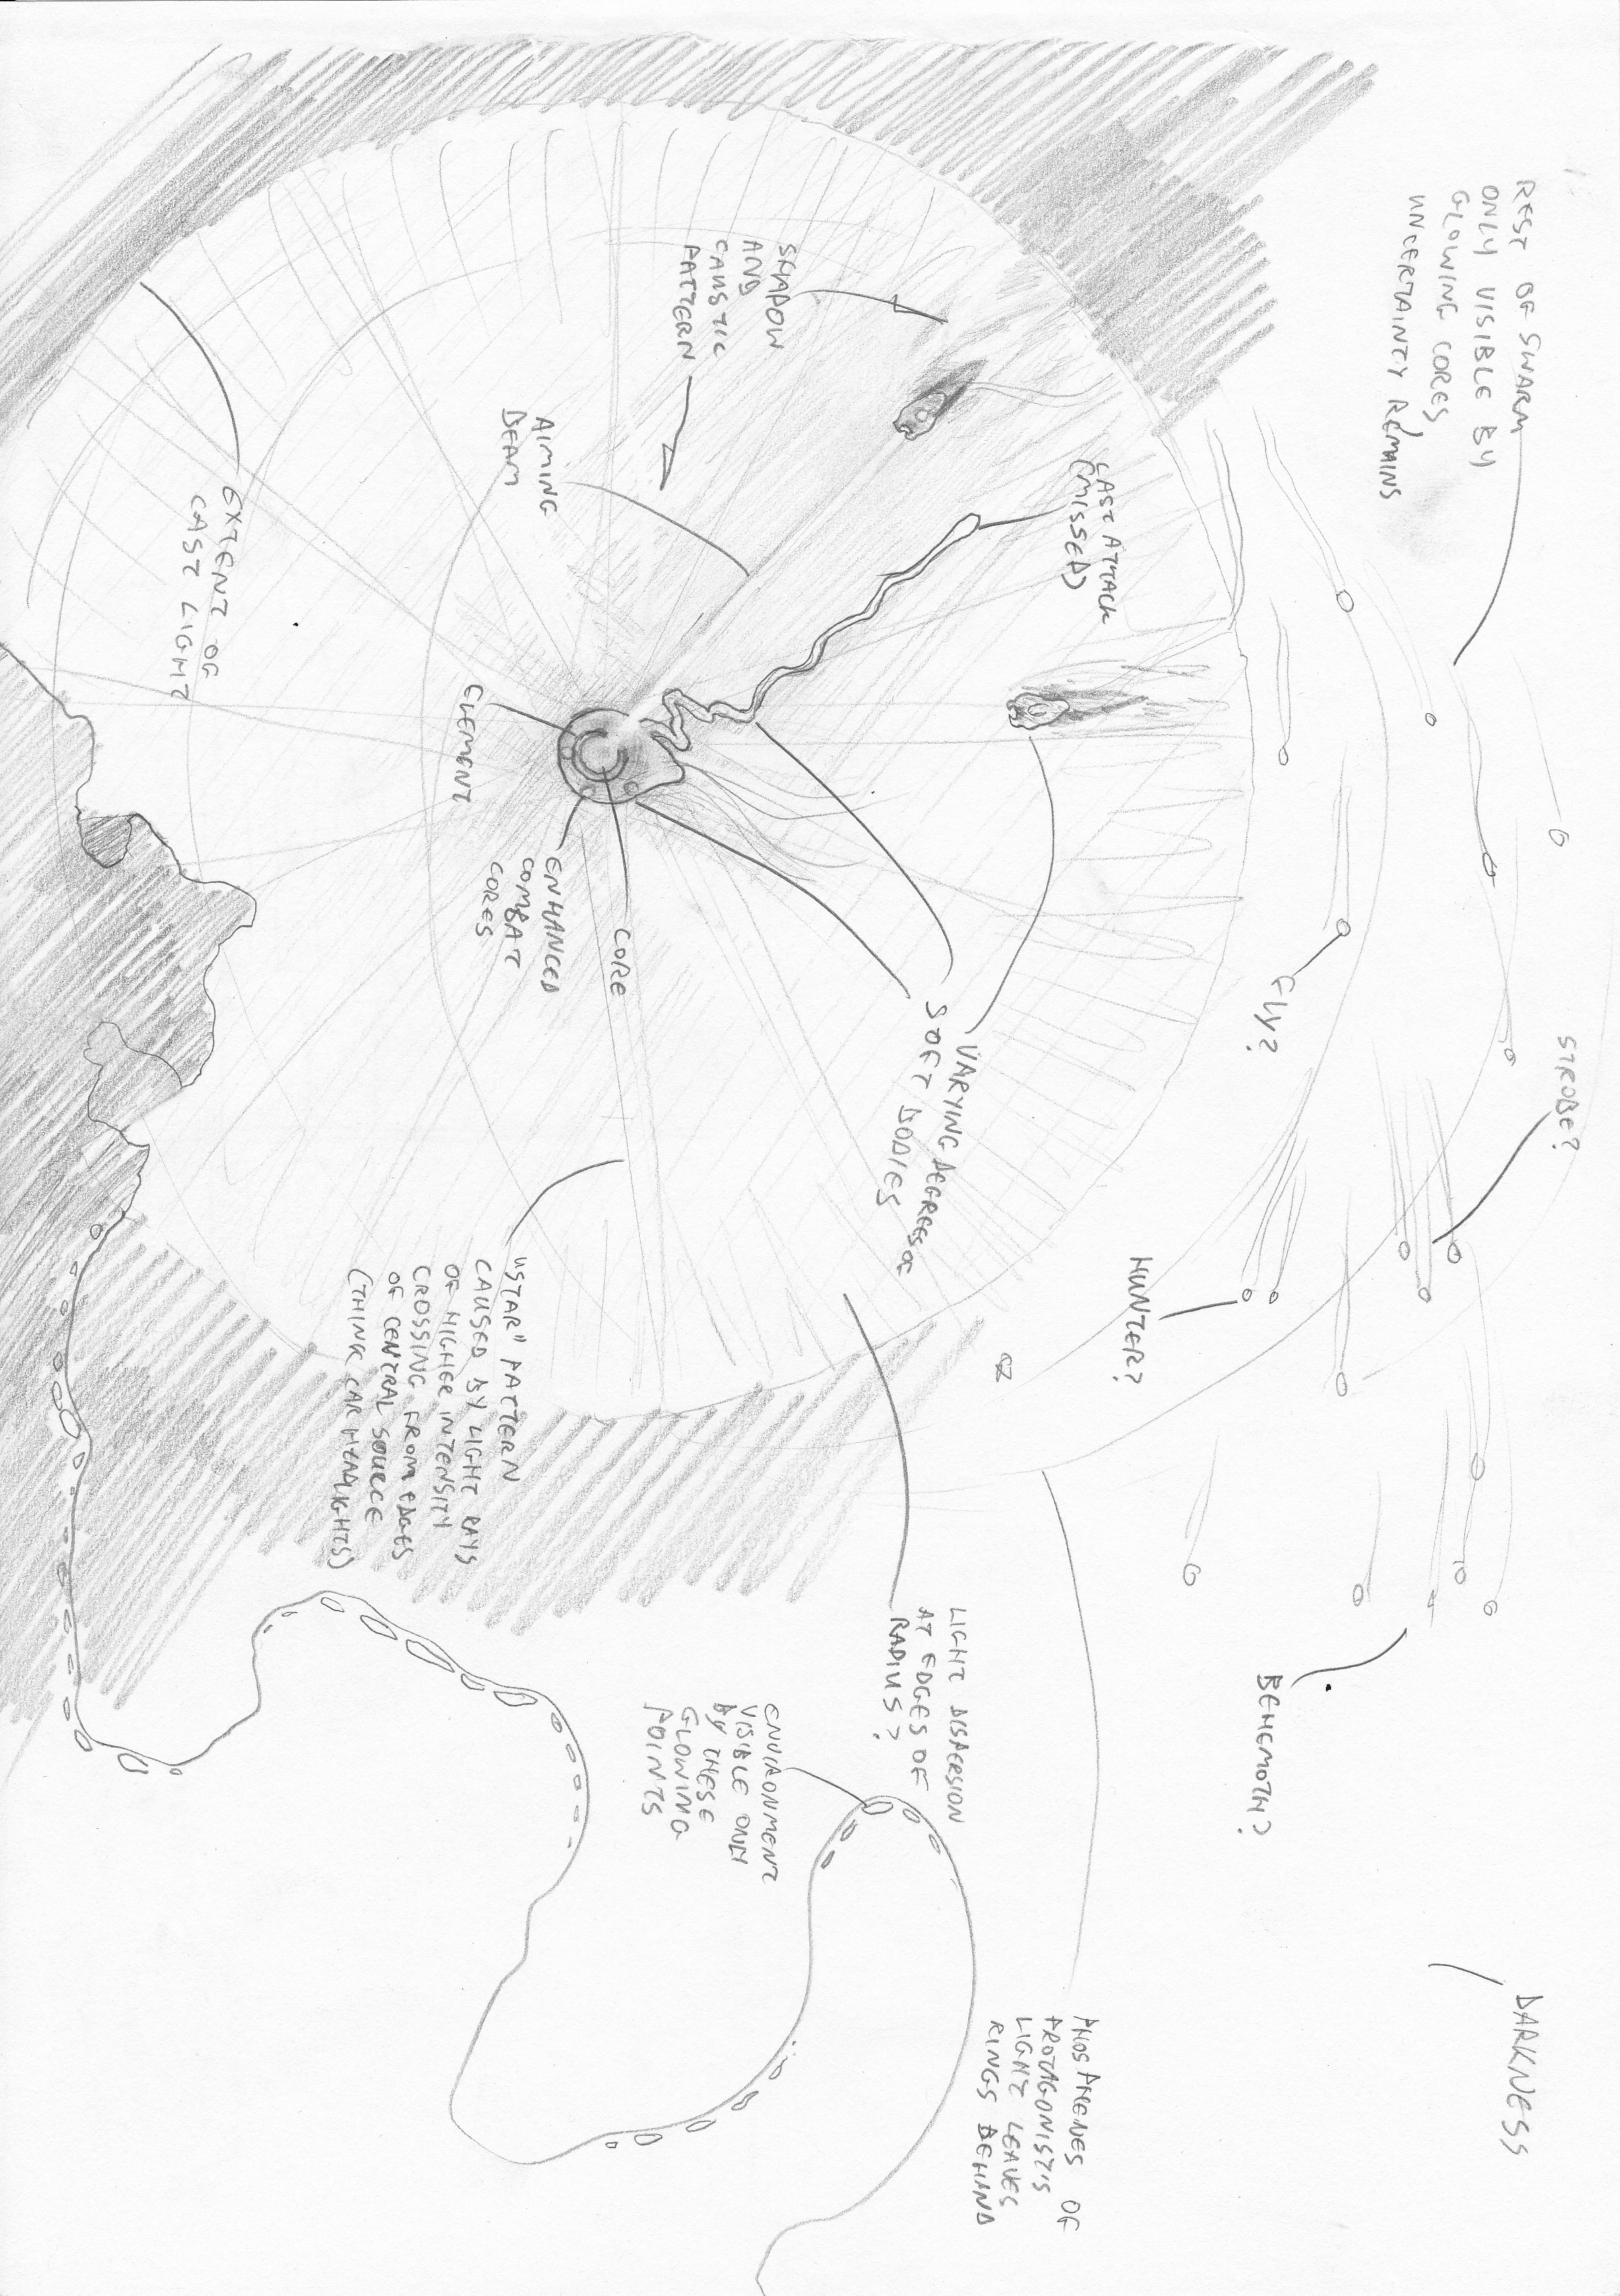 REST OF SWARM
ONLY VISIBLE BY
GLOWING CORES,
UNCERTAINTY REMAINS
STROBE?
DARKNESS
FLY?
HUNTER?
BEHEMOTH?
LAST ATTACK
(MISSED)
SHADOW
AND
CAUSTIC
PATTERN
VARYING DEGREES OF
SOFT BODIES
LIGHT DISPERSION
AT EDGES OF
RADIUS?
PHOSPHENES OF
PROTAGONIST'S
LIGHT LEAVES
RINGS BEHIND
AIMING
BEAM
CORE
ENHANCED
COMBAT
CORES
ELEMENT
ENVIRONMENT
VISIBLE ONLY
BY THESE
GLOWING
POINTS
"STAR" PATTERN
CAUSED BY LIGHT RAYS
OF HIGHER INTENSITY
CROSSING FROM EDGES
OF CENTRAL SOURCE
(THINK CAR HEADLIGHTS)
EXTENT OF
CAST LIGHT